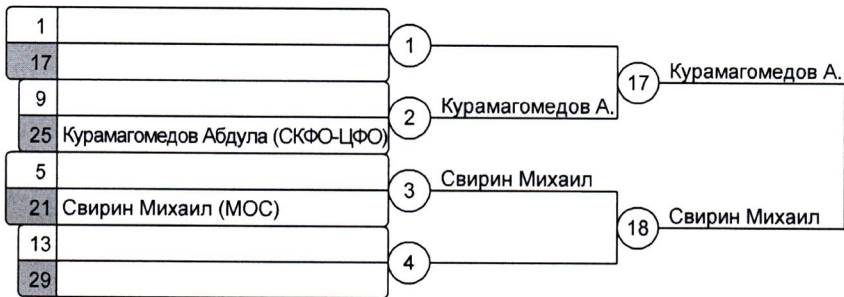 1
17
1
9
25 Курамагомедов Абдула (СКФО-ЦФО)
2
Курамагомедов А.
17
Курамагомедов А.
5
21 Свирин Михаил (МОС)
3
Свирин Михаил
13
29
4
18
Свирин Михаил